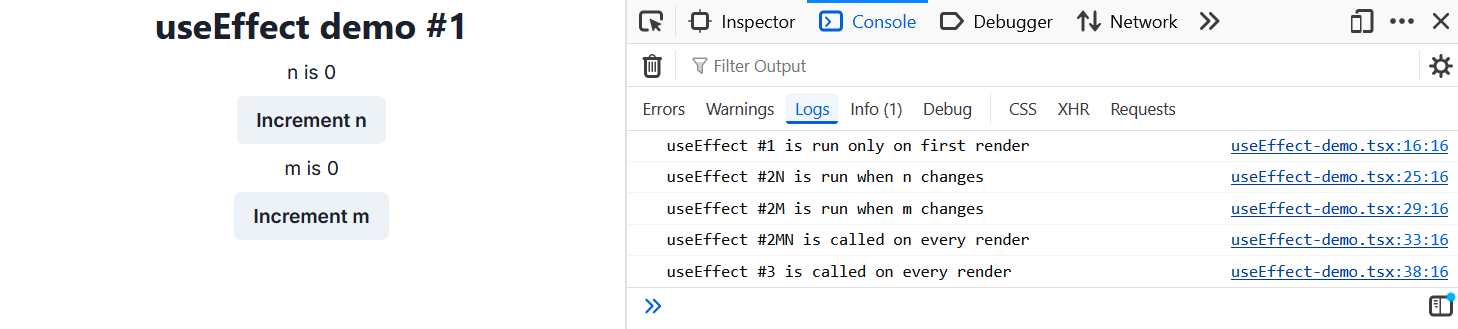 useEffect demo #1
n is 0
Increment n
m is 0
Increment m
Inspector Console Debugger Network
Filter Output
Errors Warnings Logs Info (1) Debug CSS XHR Requests
useEffect #1 is run only on first render useEffect-demo.tsx:16:16
useEffect #2N is run when n changes useEffect-demo.tsx:25:16
useEffect #2M is run when m changes useEffect-demo.tsx:29:16
useEffect #2MN is called on every render useEffect-demo.tsx:33:16
useEffect #3 is called on every render useEffect-demo.tsx:38:16